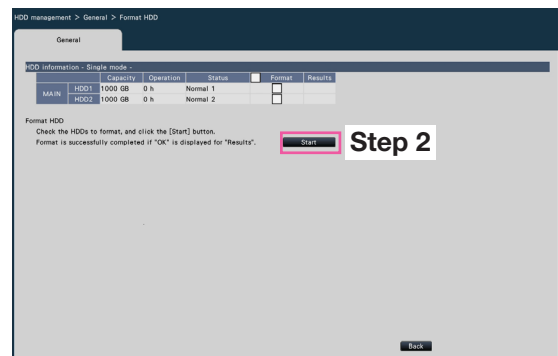 HDD management > General > Format HDD
General
HDD information - Single mode -
Capacity Operation Status Format Results
MAIN HDD1 1000 GB 0 h Normal 1
HDD2 1000 GB 0 h Normal 2
Format HDD
Check the HDDs to format, and click the [Start] button.
Format is successfully completed if "OK" is displayed for "Results".
Start
Step 2
Back